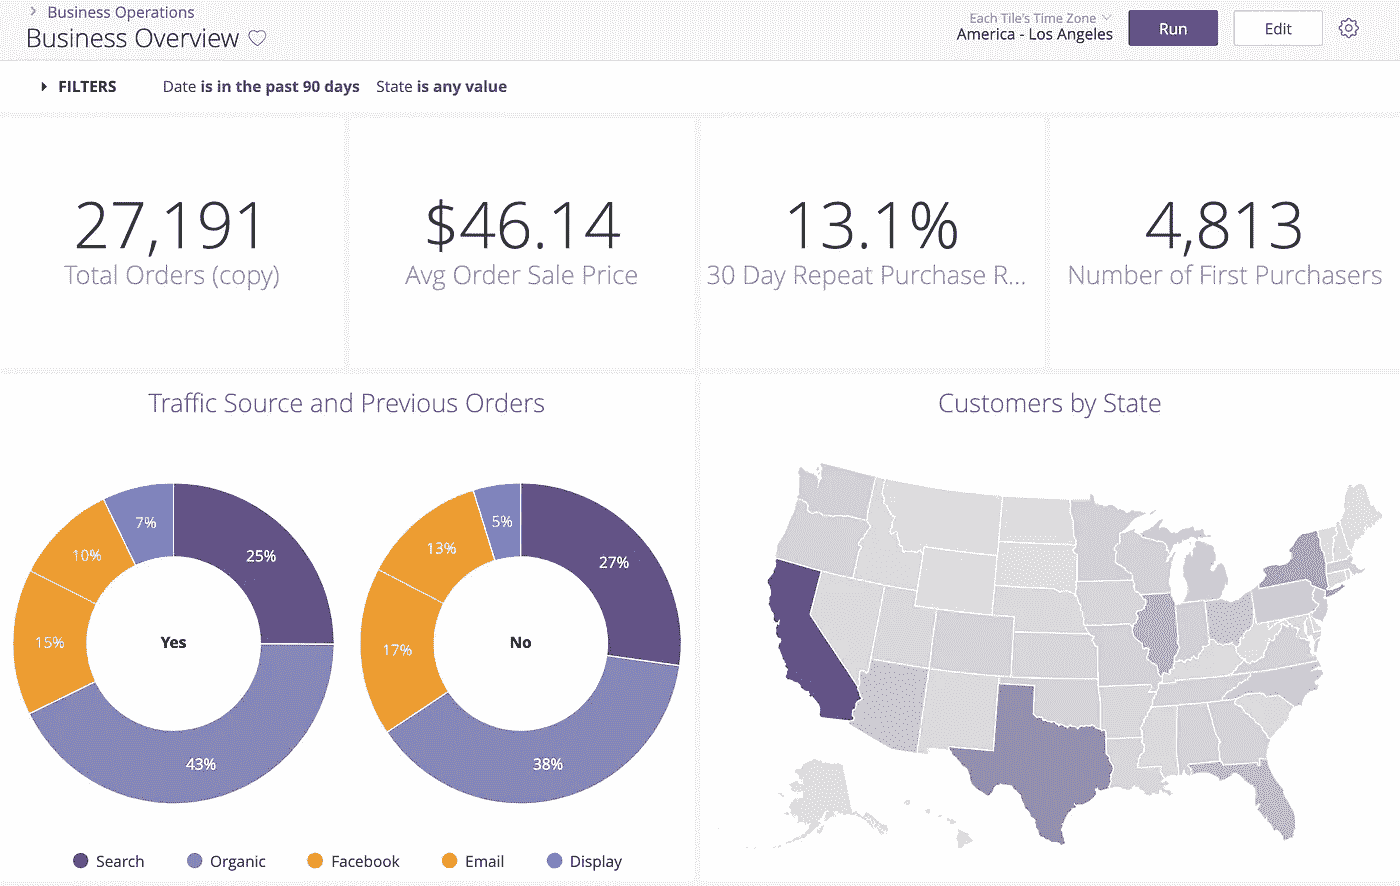 Business Operations
Business Overview
Each Tile's Time Zone
America - Los Angeles
Run
Edit
FILTERS Date is in the past 90 days State is any value
27,191
Total Orders (copy)
$46.14
Avg Order Sale Price
13.1%
30 Day Repeat Purchase R...
4,813
Number of First Purchasers
Traffic Source and Previous Orders
7%
25%
10%
15%
Yes
43%
5%
27%
13%
17%
No
38%
Search Organic Facebook Email Display
Customers by State